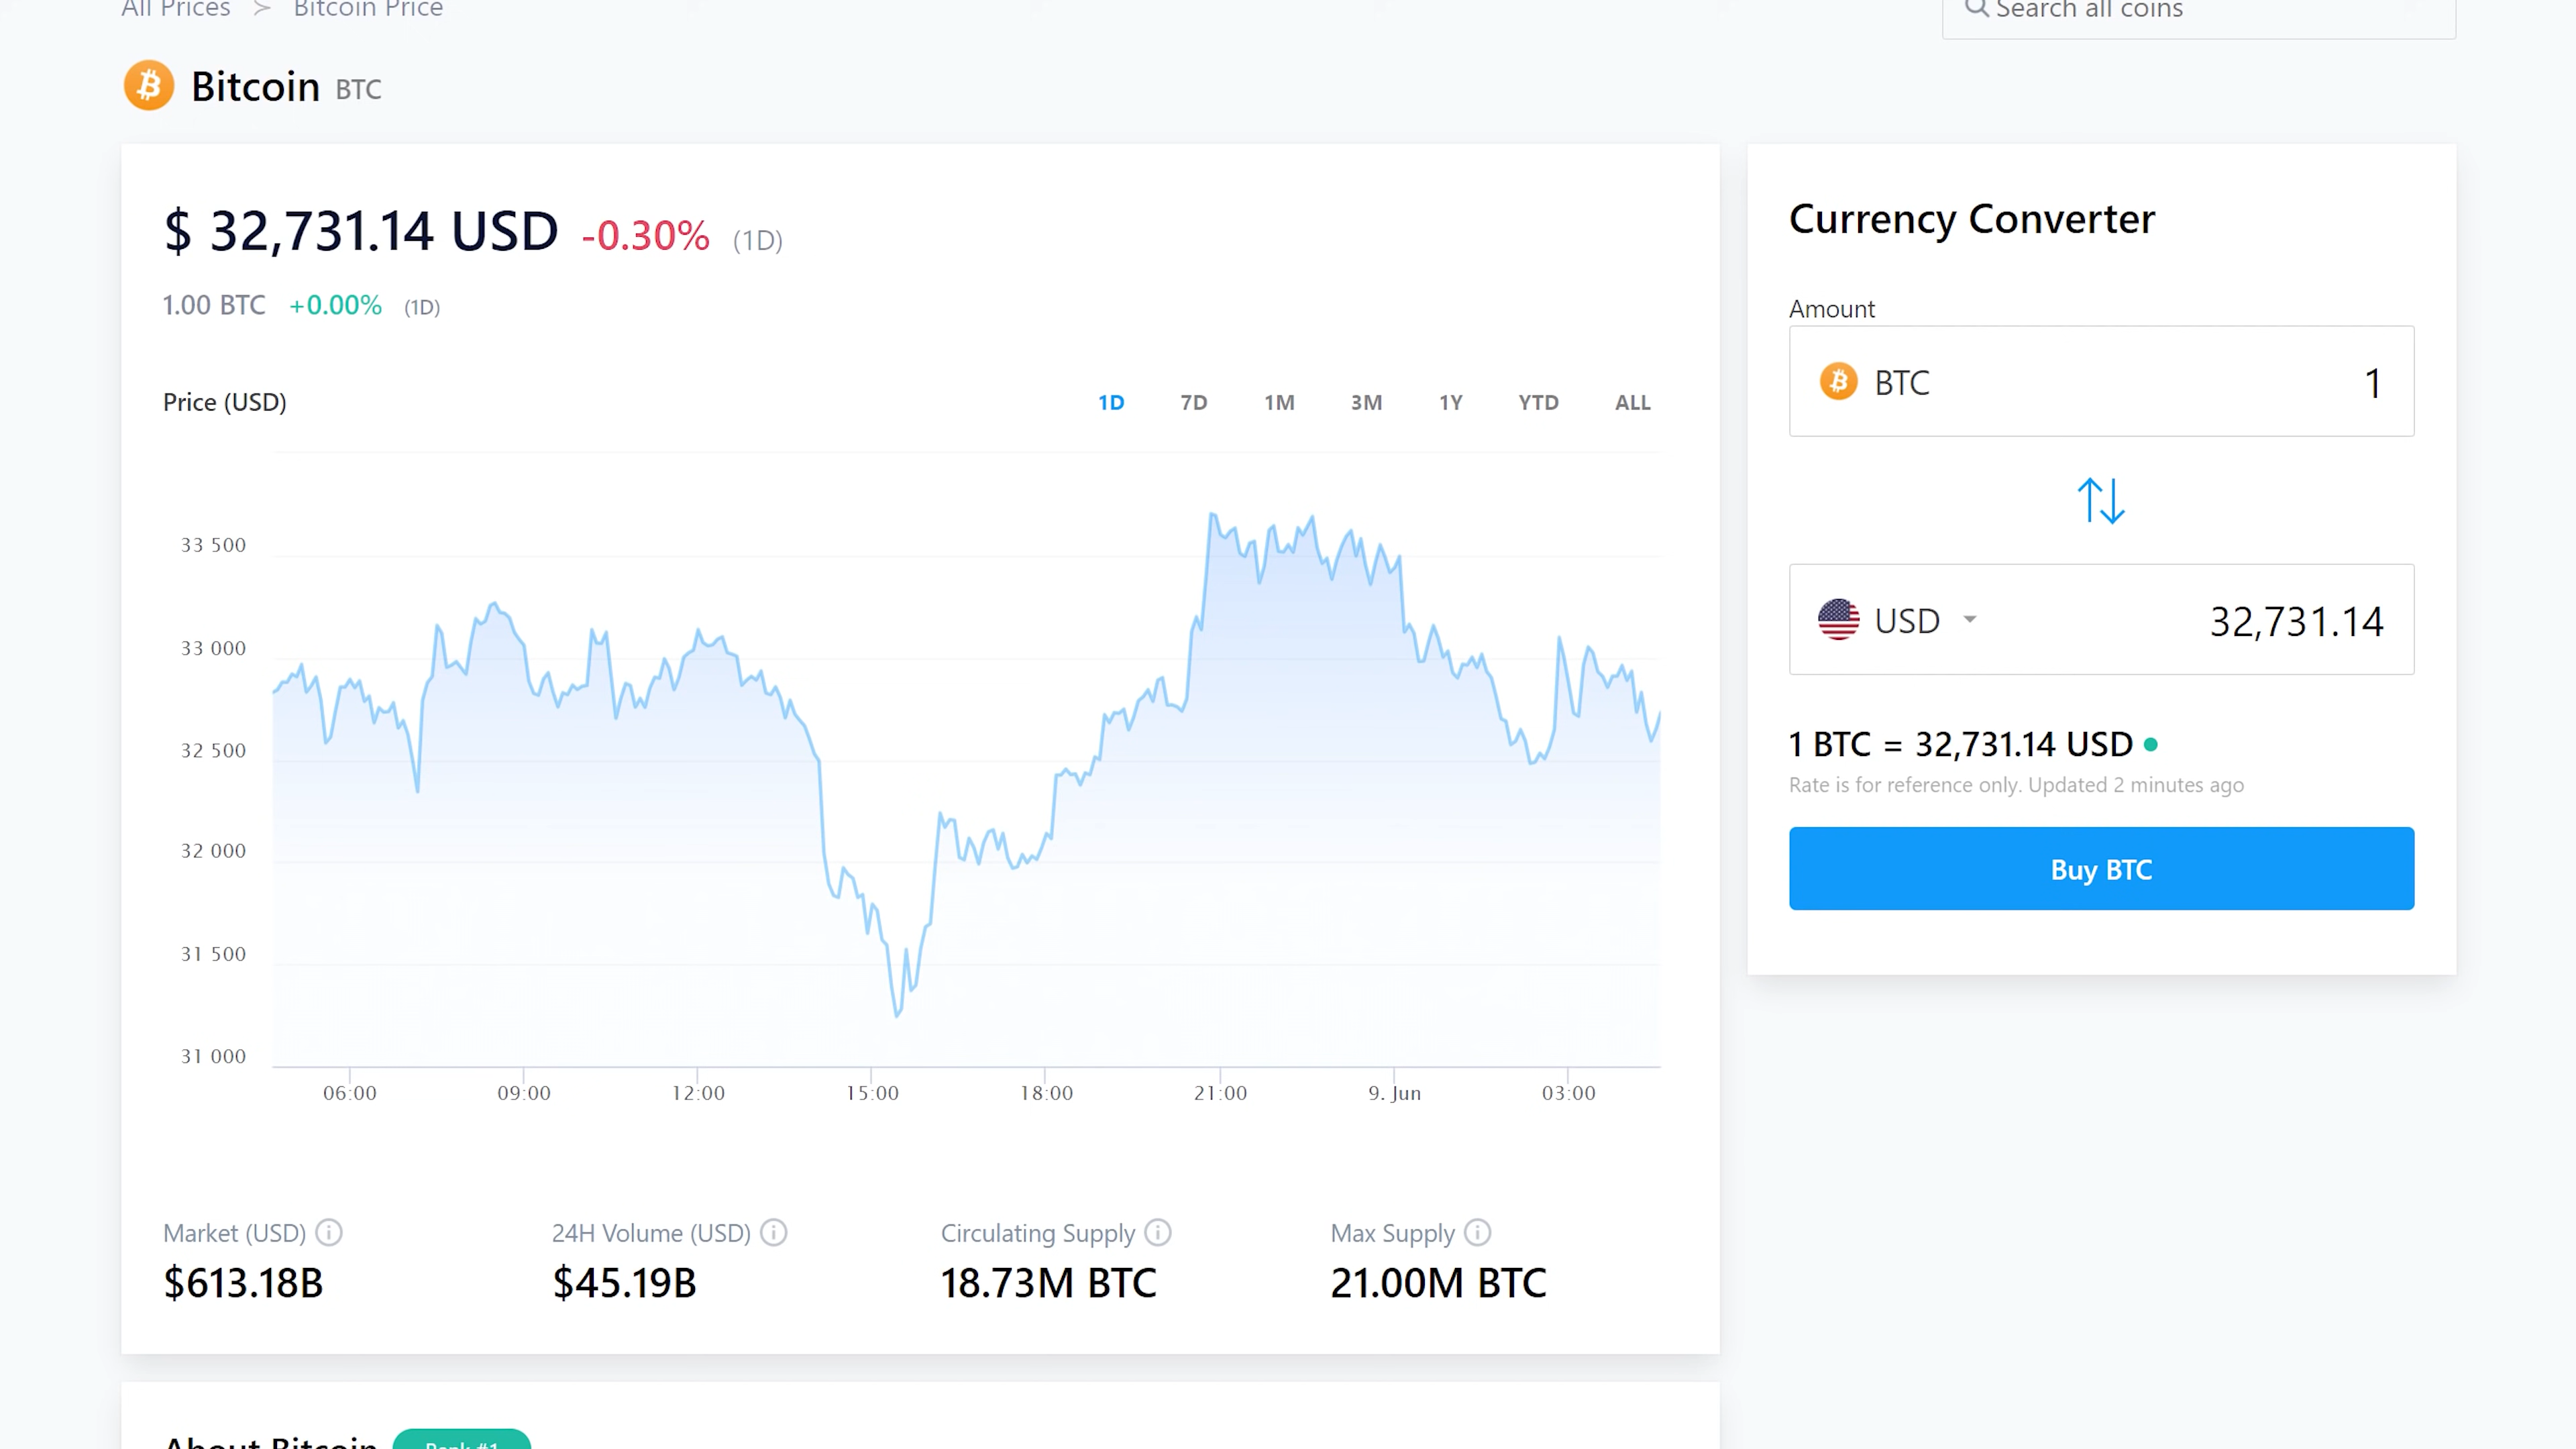 All Prices > Bitcoin Price
Search all coins
Bitcoin BTC
$ 32,731.14 USD -0.30% (1D)
1.00 BTC +0.00% (1D)
Price (USD)
1D 7D 1M 3M 1Y YTD ALL
33 500
33 000
32 500
32 000
31 500
31 000
06:00 09:00 12:00 15:00 18:00 21:00 9. Jun 03:00
Market (USD) 24H Volume (USD) Circulating Supply Max Supply
$613.18B $45.19B 18.73M BTC 21.00M BTC
Currency Converter
Amount
BTC 1
USD 32,731.14
1 BTC = 32,731.14 USD
Rate is for reference only. Updated 2 minutes ago
Buy BTC
About Bitcoin Rank #1